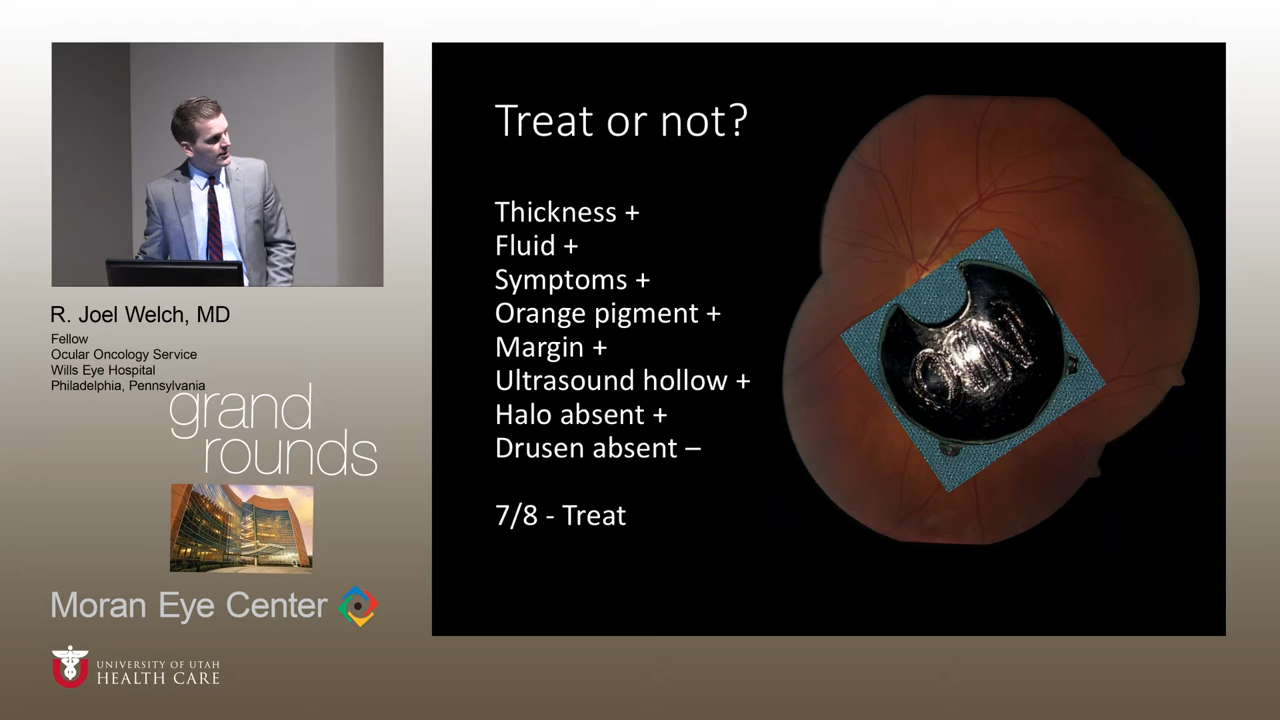 Treat or not?
Thickness +
Fluid +
Symptoms +
Orange pigment +
Margin +
Ultrasound hollow +
Halo absent +
Drusen absent –
7/8 - Treat
R. Joel Welch, MD
Fellow
Ocular Oncology Service
Wills Eye Hospital
Philadelphia, Pennsylvania
grand
rounds
Moran Eye Center
UNIVERSITY OF UTAH
HEALTH CARE